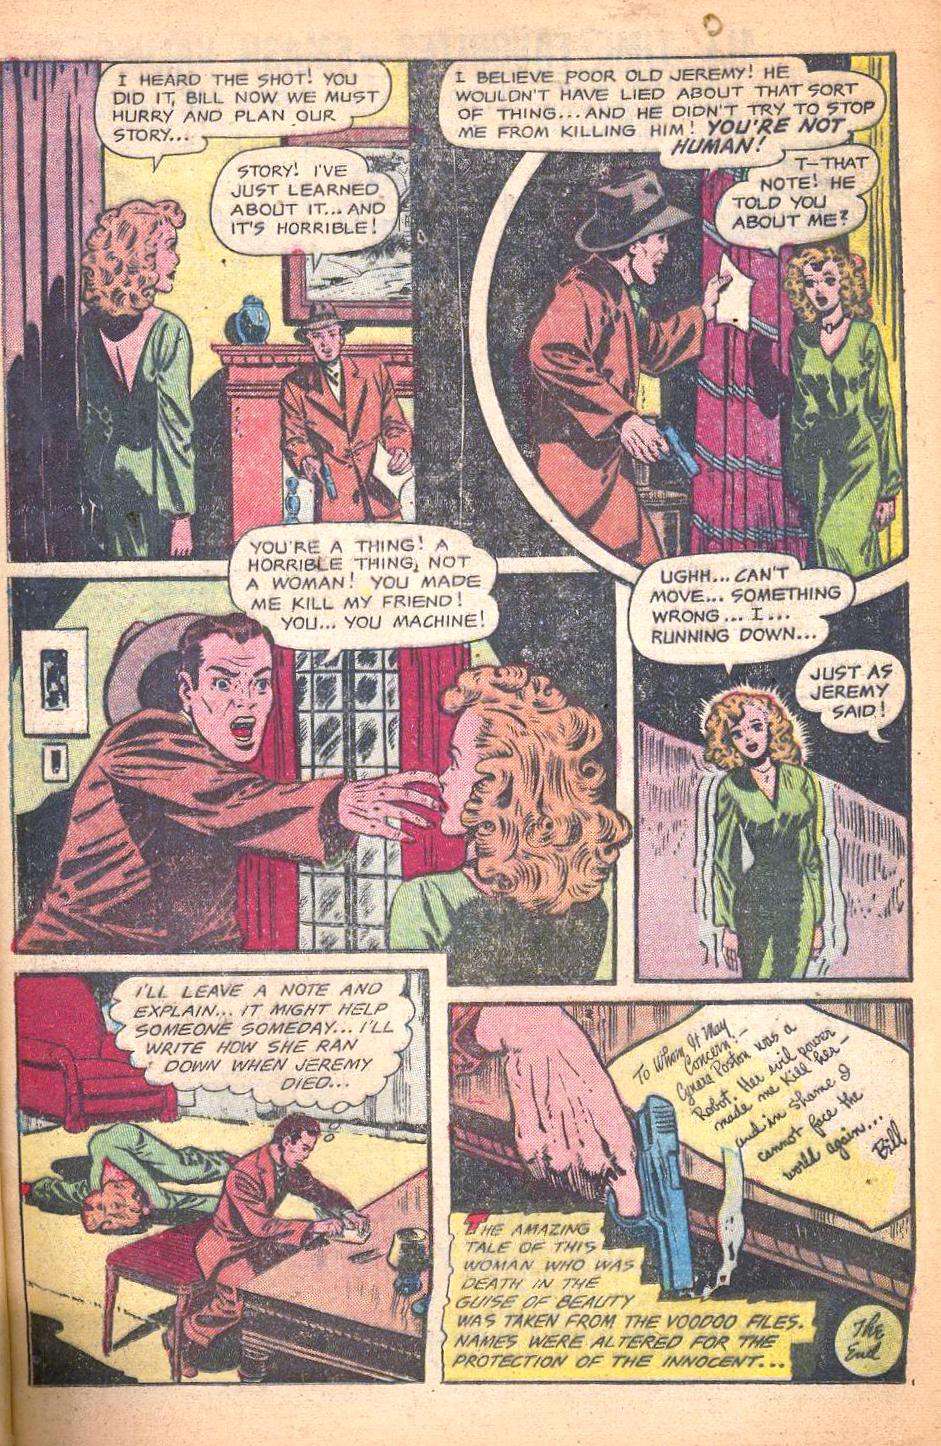 I HEARD THE SHOT! YOU
DID IT, BILL NOW WE MUST
HURRY AND PLAN OUR
STORY...
STORY! I'VE
JUST LEARNED
ABOUT IT... AND
IT'S HORRIBLE!
I BELIEVE POOR OLD JEREMY! HE
WOULDN'T HAVE LIED ABOUT THAT SORT
OF THING... AND HE DIDN'T TRY TO STOP
ME FROM KILLING HIM! YOU'RE NOT
HUMAN!
T-THAT
NOTE! HE
TOLD YOU
ABOUT ME?
YOU'RE A THING! A
HORRIBLE THING, NOT
A WOMAN! YOU MADE
ME KILL MY FRIEND!
YOU... YOU MACHINE!
UGHH... CAN'T
MOVE... SOMETHING
WRONG... I...
RUNNING DOWN...
JUST AS
JEREMY
SAID!
I'LL LEAVE A NOTE AND
EXPLAIN... IT MIGHT HELP
SOMEONE SOMEDAY... I'LL
WRITE HOW SHE RAN
DOWN WHEN JEREMY
DIED...
To Whom It May
Concern:-
Cynera Poston was a
Robot. Her evil power
made me kill her-
and in shame I
cannot face the
world again...
Bill
THE AMAZING
TALE OF THIS
WOMAN WHO WAS
DEATH IN THE
GUISE OF BEAUTY
WAS TAKEN FROM THE VOODOO FILES.
NAMES WERE ALTERED FOR THE
PROTECTION OF THE INNOCENT...
The
End